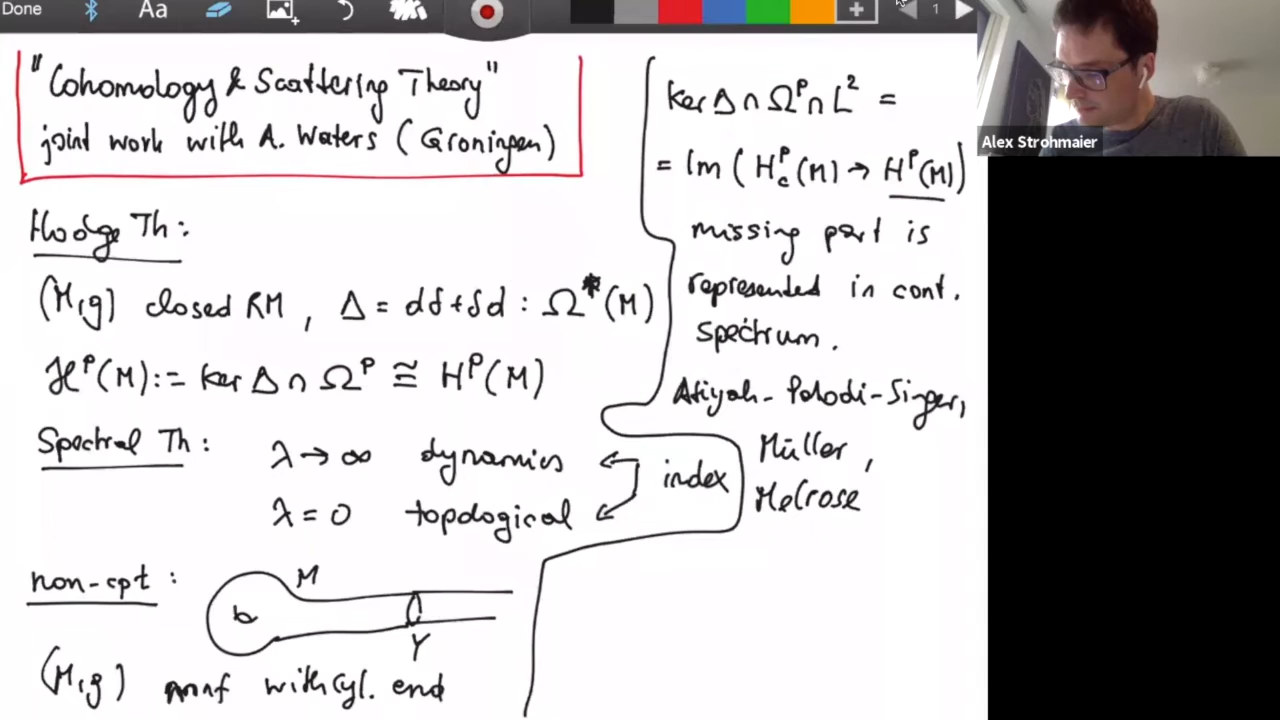 Done
Aa
1
"Cohomology & Scattering Theory"
joint work with A. Waters (Groningen)
Hodge Th:
(M,g) closed RM, Δ = dδ+δd : Ω*(M)
ℋᵖ(M):= ker Δ ∩ Ωᵖ ≅ Hᵖ(M)
Spectral Th: λ → ∞ dynamics
λ = 0 topological
index
non-cpt:
M
Y
(M,g) mnf with cyl. end
ker Δ ∩ Ωᵖ ∩ L² =
= Im ( H_cᵖ(M) → Hᵖ(M))
missing part is
represented in cont.
spectrum.
Atiyah-Patodi-Singer,
Müller,
Melrose
Alex Strohmaier